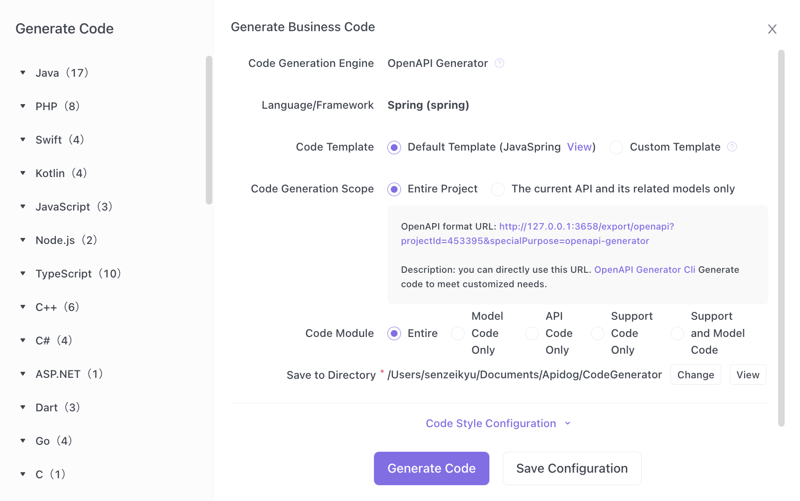 Generate Code
Java (17)
PHP (8)
Swift (4)
Kotlin (4)
JavaScript (3)
Node.js (2)
TypeScript (10)
C++ (6)
C# (4)
ASP.NET (1)
Dart (3)
Go (4)
C (1)
Generate Business Code
Code Generation Engine OpenAPI Generator ?
Language/Framework Spring (spring)
Code Template Default Template (JavaSpring View) Custom Template ?
Code Generation Scope Entire Project The current API and its related models only
OpenAPI format URL: http://127.0.0.1:3658/export/openapi?
projectId=453395&specialPurpose=openapi-generator
Description: you can directly use this URL. OpenAPI Generator Cli Generate
code to meet customized needs.
Code Module Entire
Model
Code
Only
API
Code
Only
Support
Code
Only
Support
and Model
Code
Save to Directory * /Users/senzeikyu/Documents/Apidog/CodeGenerator Change View
Code Style Configuration
Generate Code Save Configuration